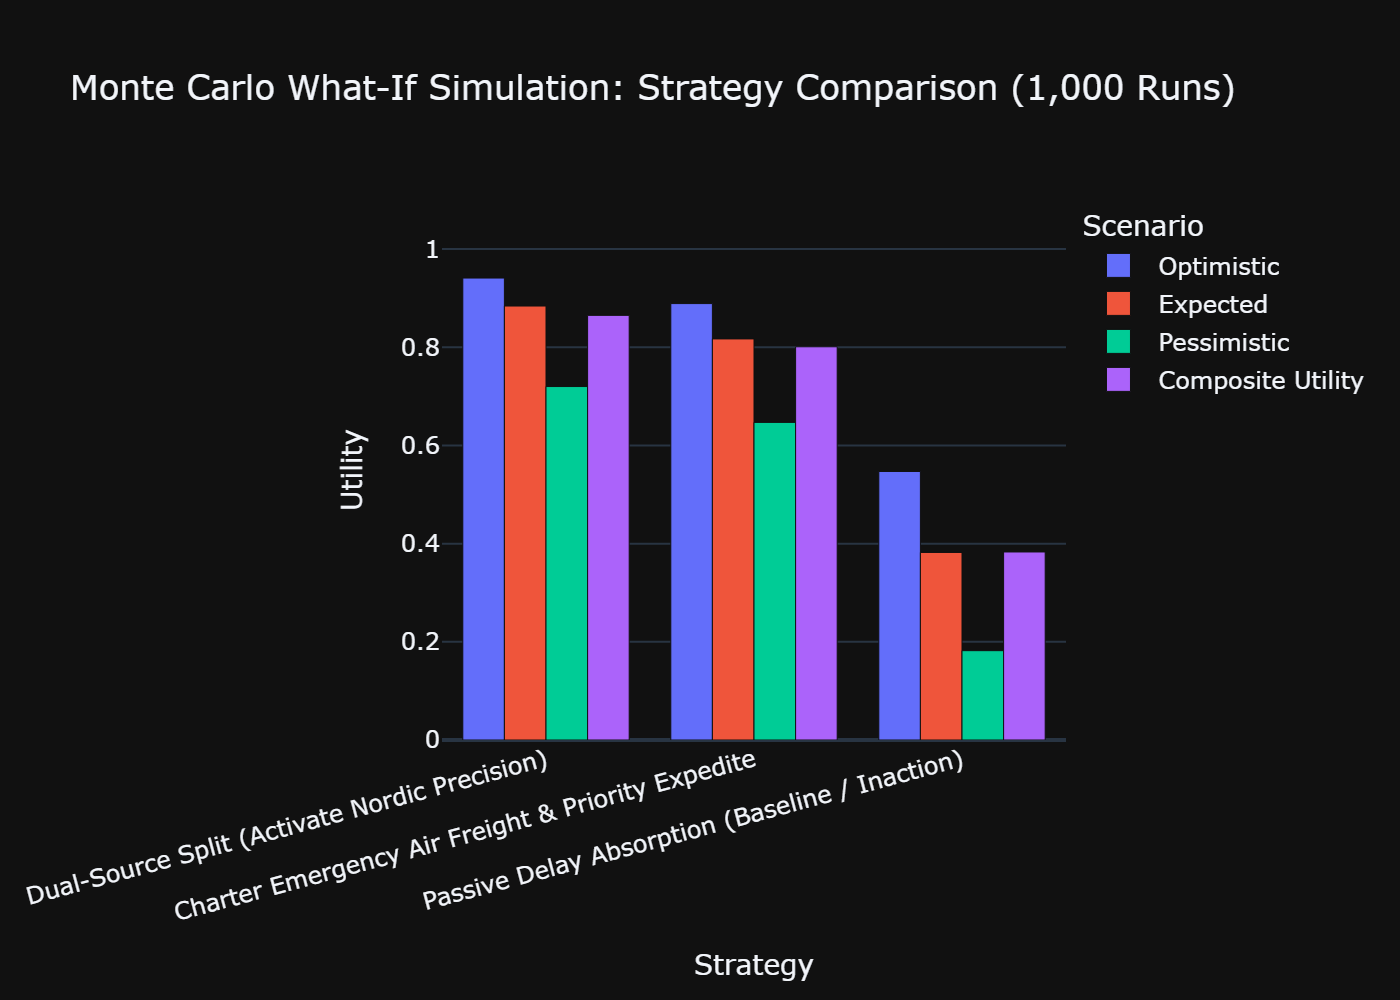 Monte Carlo What-If Simulation: Strategy Comparison (1,000 Runs)
Scenario
Optimistic
Expected
Pessimistic
Composite Utility
Utility
1
0.8
0.6
0.4
0.2
0
Dual-Source Split (Activate Nordic Precision)
Charter Emergency Air Freight & Priority Expedite
Passive Delay Absorption (Baseline / Inaction)
Strategy